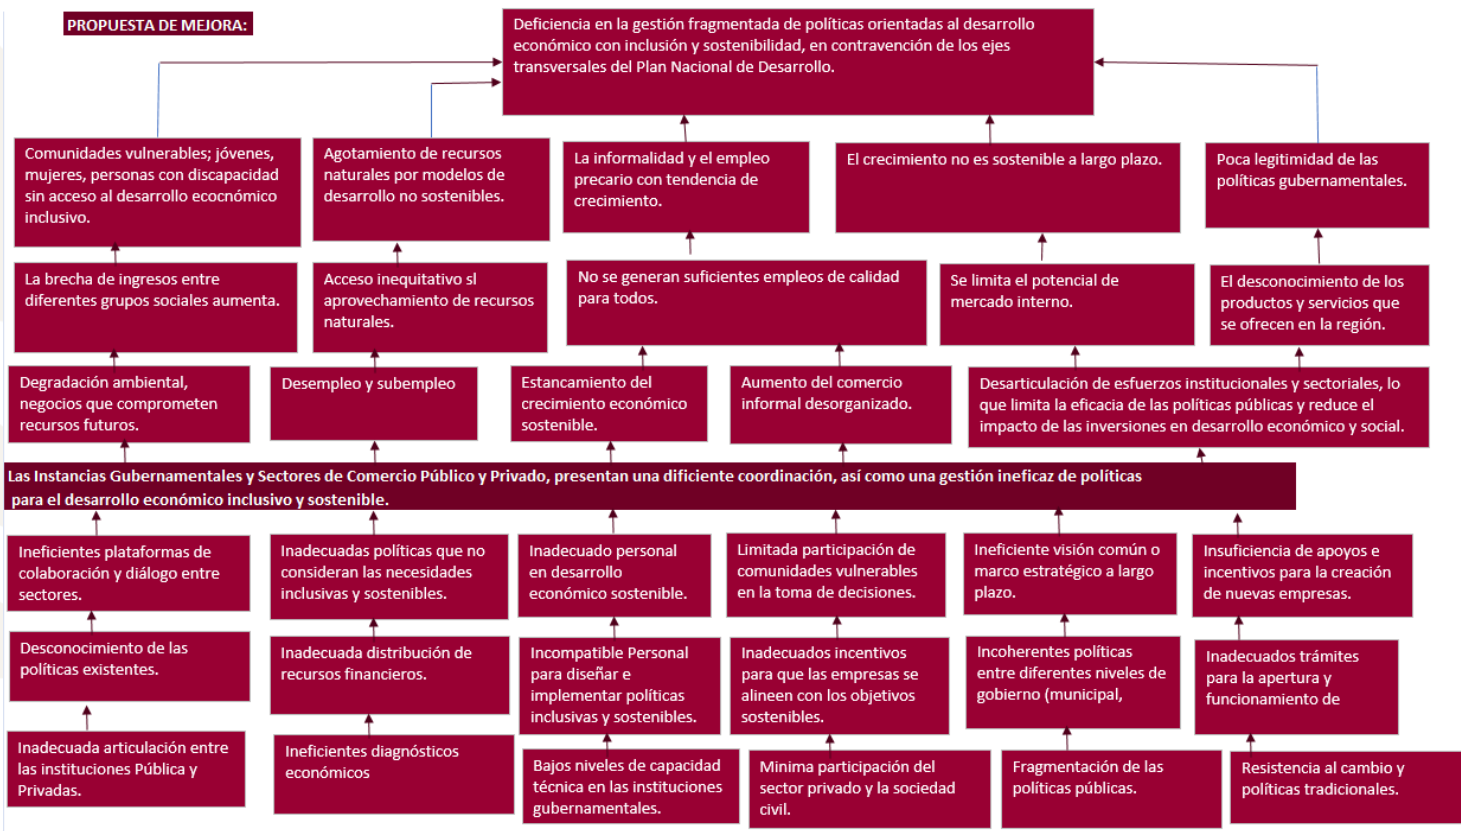 PROPUESTA DE MEJORA:
Deficiencia en la gestión fragmentada de políticas orientadas al desarrollo
económico con inclusión y sostenibilidad, en contravención de los ejes
transversales del Plan Nacional de Desarrollo.
Comunidades vulnerables; jóvenes,
mujeres, personas con discapacidad
sin acceso al desarrollo ecocnómico
inclusivo.
Agotamiento de recursos
naturales por modelos de
desarrollo no sostenibles.
La informalidad y el empleo
precario con tendencia de
crecimiento.
El crecimiento no es sostenible a largo plazo.
Poca legitimidad de las
políticas gubernamentales.
La brecha de ingresos entre
diferentes grupos sociales aumenta.
Acceso inequitativo sl
aprovechamiento de recursos
naturales.
No se generan suficientes empleos de calidad
para todos.
Se limita el potencial de
mercado interno.
El desconocimiento de los
productos y servicios que
se ofrecen en la región.
Degradación ambiental,
negocios que comprometen
recursos futuros.
Desempleo y subempleo
Estancamiento del
crecimiento económico
sostenible.
Aumento del comercio
informal desorganizado.
Desarticulación de esfuerzos institucionales y sectoriales, lo
que limita la eficacia de las políticas públicas y reduce el
impacto de las inversiones en desarrollo económico y social.
Las Instancias Gubernamentales y Sectores de Comercio Público y Privado, presentan una dificiente coordinación, así como una gestión ineficaz de políticas
para el desarrollo económico inclusivo y sostenible.
Ineficientes plataformas de
colaboración y diálogo entre
sectores.
Inadecuadas políticas que no
consideran las necesidades
inclusivas y sostenibles.
Inadecuado personal
en desarrollo
económico sostenible.
Limitada participación de
comunidades vulnerables
en la toma de decisiones.
Ineficiente visión común o
marco estratégico a largo
plazo.
Insuficiencia de apoyos e
incentivos para la creación
de nuevas empresas.
Desconocimiento de las
políticas existentes.
Inadecuada distribución de
recursos financieros.
Incompatible Personal
para diseñar e
implementar políticas
inclusivas y sostenibles.
Inadecuados incentivos
para que las empresas se
alineen con los objetivos
sostenibles.
Incoherentes políticas
entre diferentes niveles de
gobierno (municipal,
Inadecuados trámites
para la apertura y
funcionamiento de
Inadecuada articulación entre
las instituciones Pública y
Privadas.
Ineficientes diagnósticos
económicos
Bajos niveles de capacidad
técnica en las instituciones
gubernamentales.
Minima participación del
sector privado y la sociedad
civil.
Fragmentación de las
políticas públicas.
Resistencia al cambio y
políticas tradicionales.